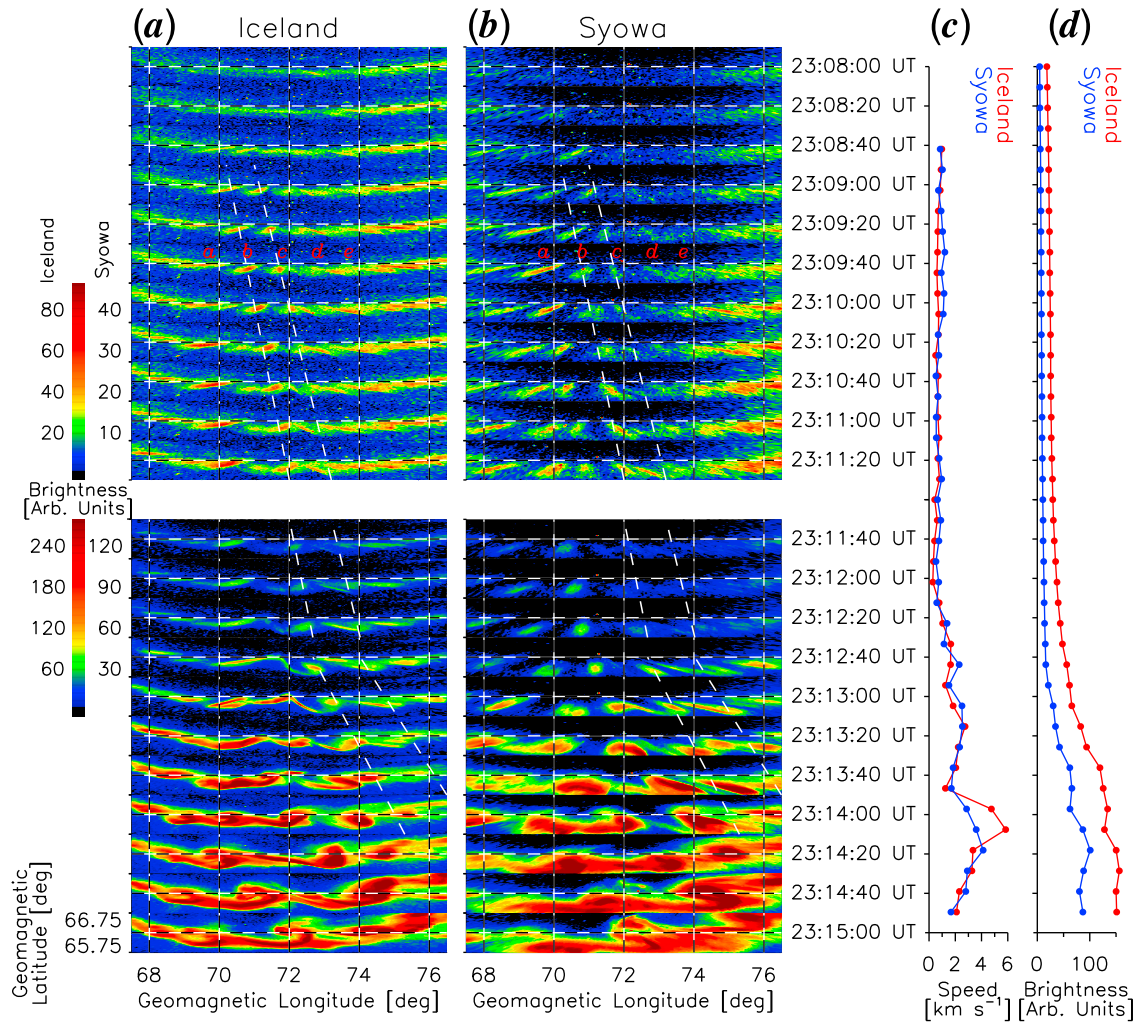 (a) Iceland
(b) Syowa
(c)
(d)
Iceland
Syowa
80 40
60 30
40 20
20 10
Brightness
[Arb. Units]
240 120
180 90
120 60
60 30
a b c d e
a b c d e
23:08:00 UT
23:08:20 UT
23:08:40 UT
23:09:00 UT
23:09:20 UT
23:09:40 UT
23:10:00 UT
23:10:20 UT
23:10:40 UT
23:11:00 UT
23:11:20 UT
23:11:40 UT
23:12:00 UT
23:12:20 UT
23:12:40 UT
23:13:00 UT
23:13:20 UT
23:13:40 UT
23:14:00 UT
23:14:20 UT
23:14:40 UT
23:15:00 UT
Iceland
Syowa
Iceland
Syowa
Geomagnetic
Latitude [deg]
66.75
65.75
68 70 72 74 76
Geomagnetic Longitude [deg]
68 70 72 74 76
Geomagnetic Longitude [deg]
0 2 4 6
Speed
[km s⁻¹]
0 100
Brightness
[Arb. Units]